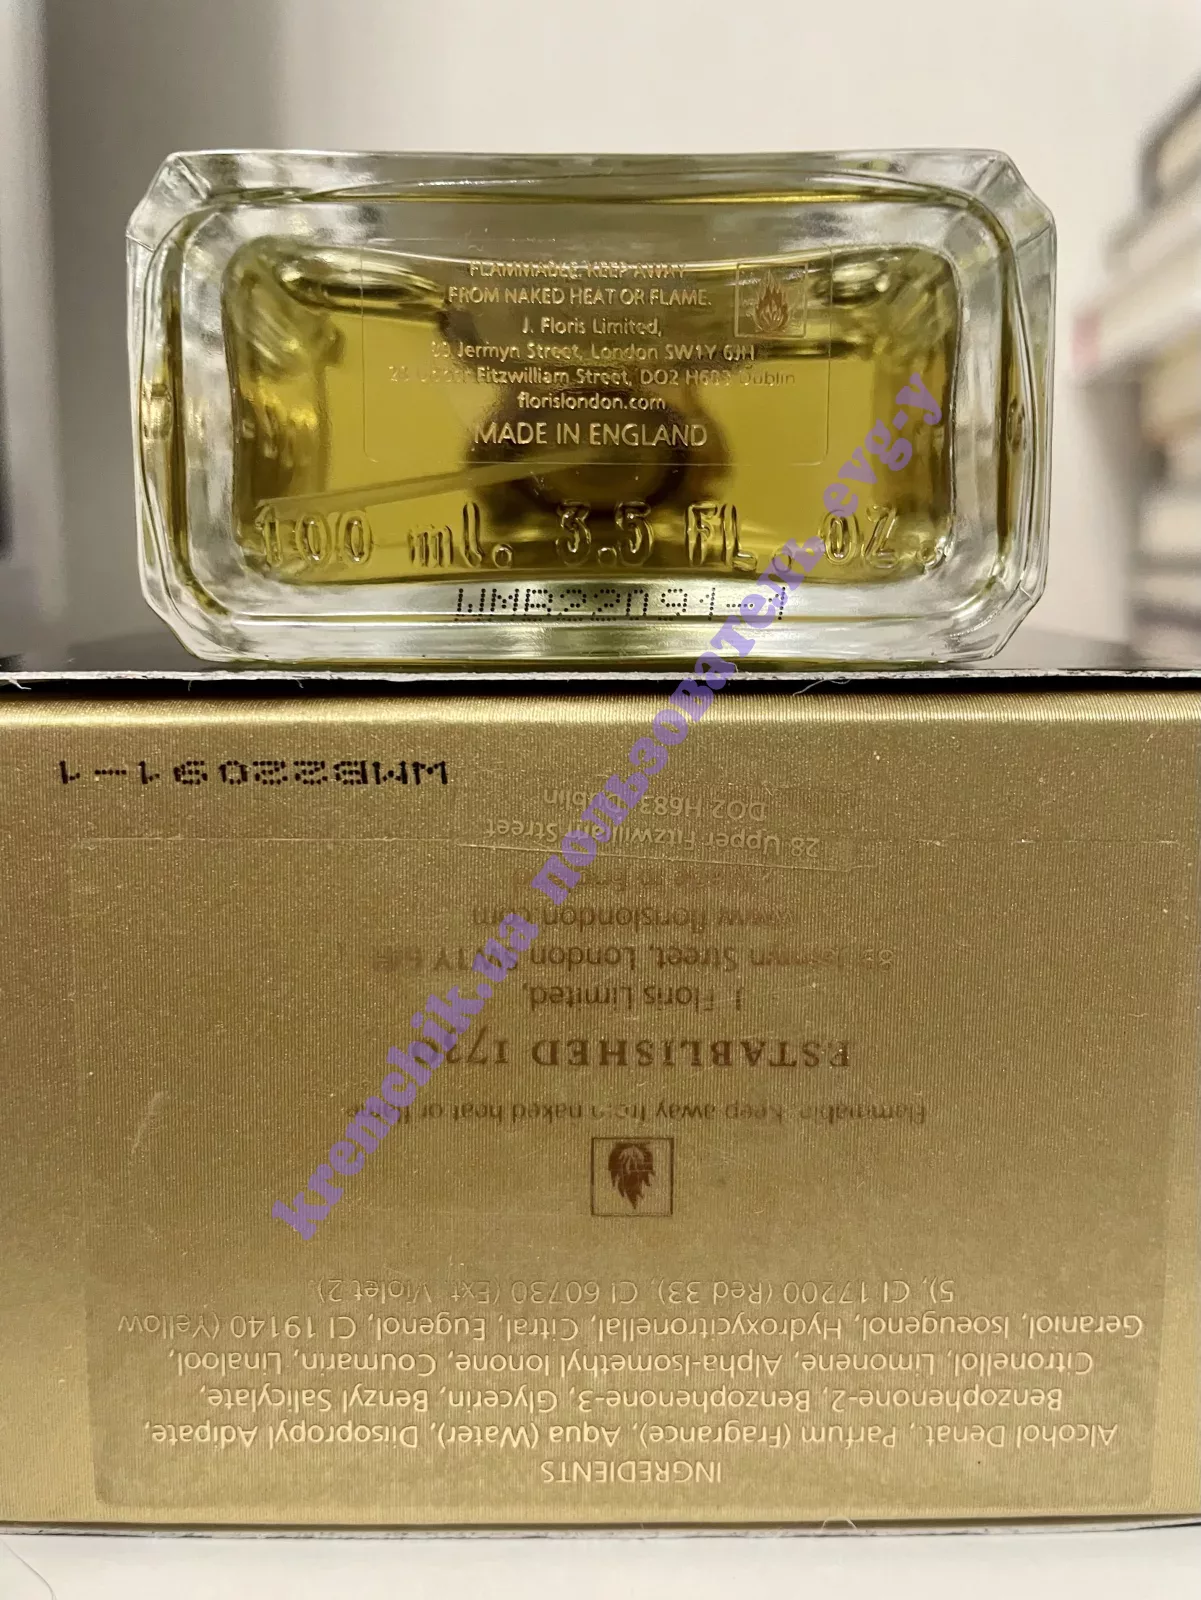 FLAMMABLE. KEEP AWAY
FROM NAKED HEAT OR FLAME.
J. Floris Limited,
Jermyn Street, London SW1Y 6JH
Fitzwilliam Street, DO2 H683 Dublin
florislondon.com
MADE IN ENGLAND
100 ml. 3.5 FL. OZ.
WMB22091-1
kremchik.ua пользователь evg-y
INGREDIENTS
Alcohol Denat., Parfum (Fragrance), Aqua (Water), Diisopropyl Adipate,
Benzophenone-2, Benzophenone-3, Glycerin, Benzyl Salicylate,
Citronellol, Limonene, Alpha-Isomethyl Ionone, Coumarin, Linalool,
Geraniol, Isoeugenol, Hydroxycitronellal, Citral, Eugenol, CI 19140 (Yellow
5), CI 17200 (Red 33), CI 60730 (Ext. Violet 2).
Flammable. Keep away from naked heat or flame
ESTABLISHED
J. Floris Limited,
Street, London
www.florislondon.com
28 Upper Fitzwilliam Street
DO2 H683 Dublin
WMB22091-1